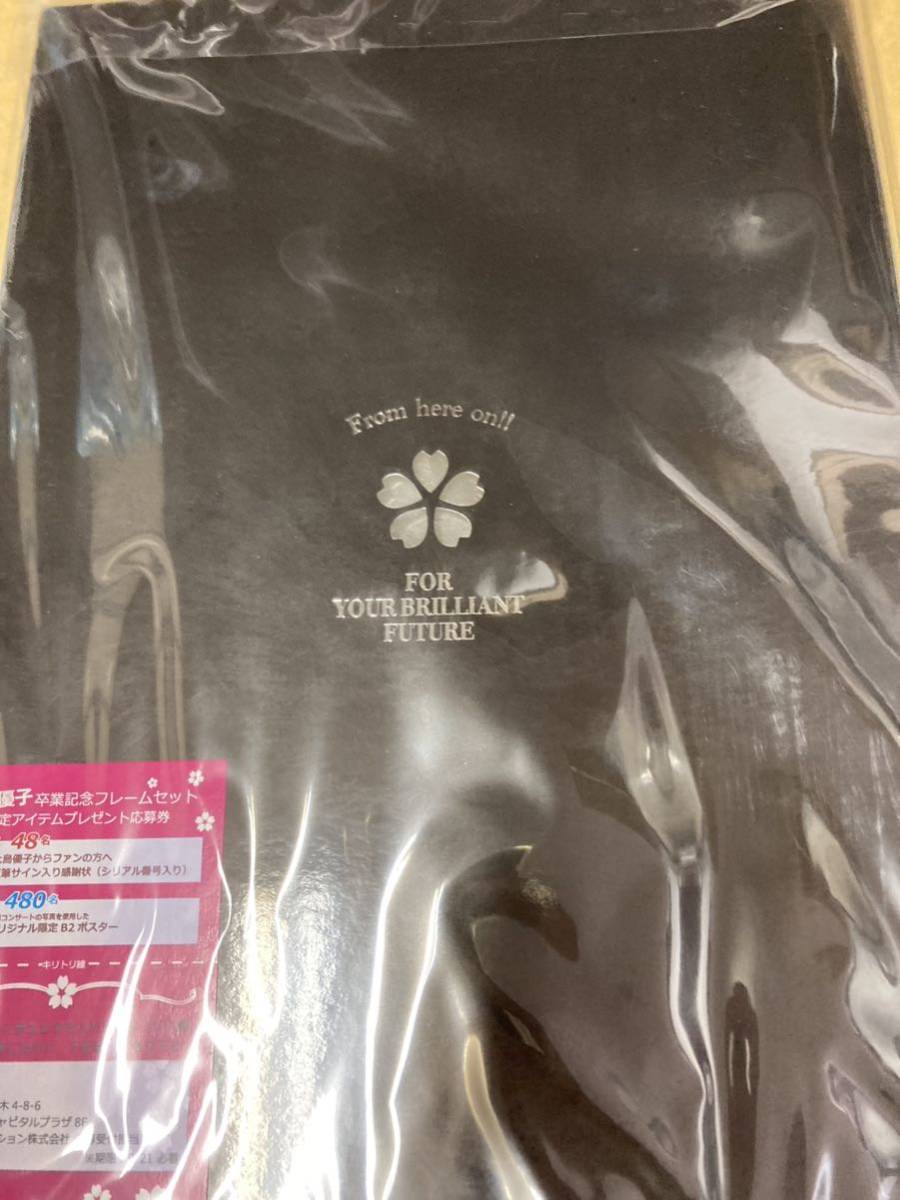 From here on!!
FOR
YOUR BRILLIANT
FUTURE
優子 卒業記念フレームセット
定アイテムプレゼント応募券
48名
島優子からファンの方へ
筆サイン入り感謝状（シリアル番号入り）
480名
コンサートの写真を使用した
リジナル限定 B2 ポスター
キリトリ線
木 4-8-6
ャピタルプラザ 8F
ション株式会社